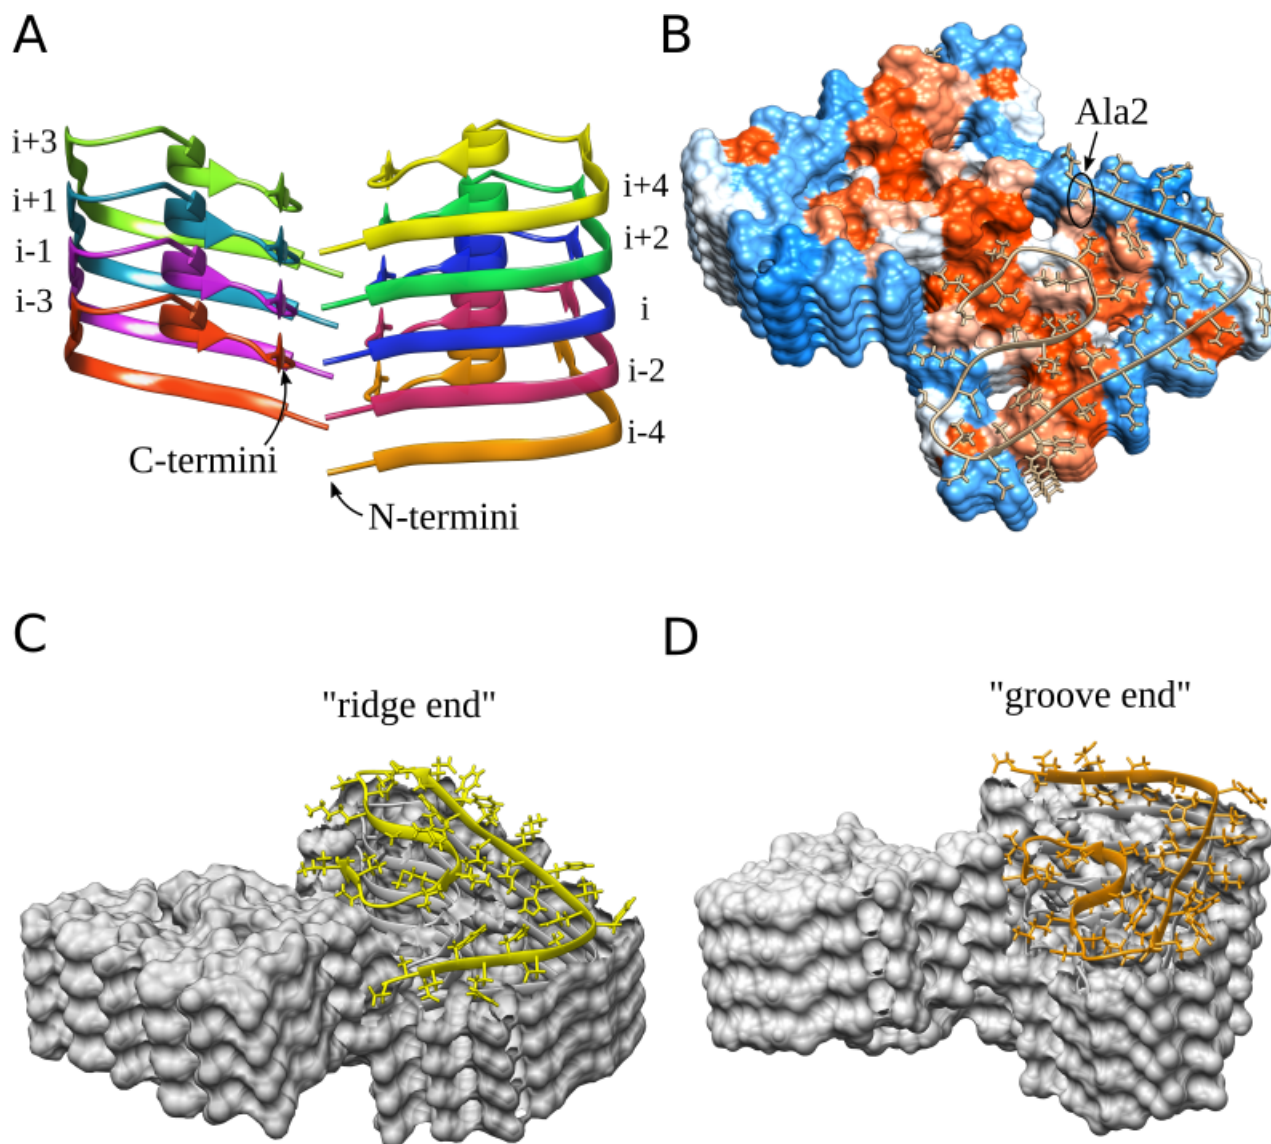 A
i+3
i+1
i-1
i-3
i+4
i+2
i
i-2
i-4
C-termini
N-termini
B
Ala2
C
"ridge end"
D
"groove end"